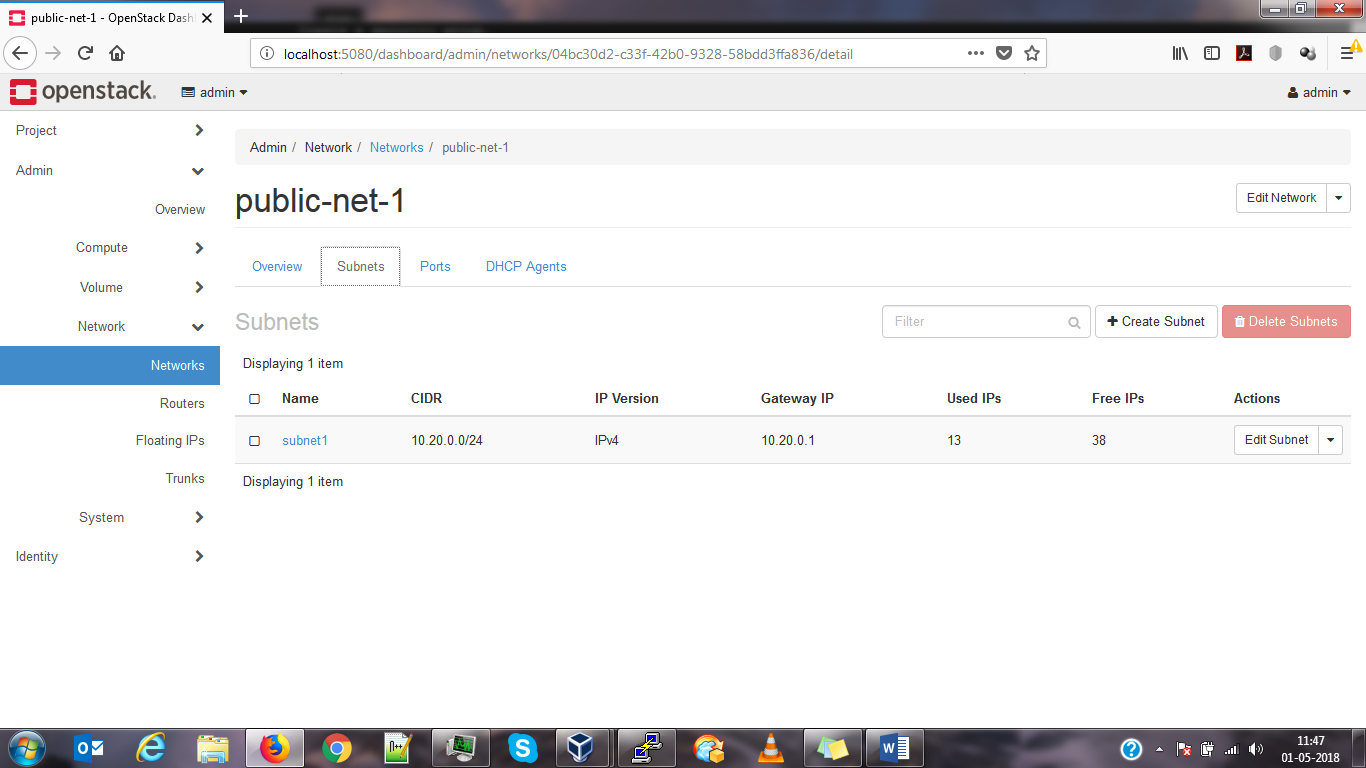 public-net-1 - OpenStack Dash
localhost:5080/dashboard/admin/networks/04bc30d2-c33f-42b0-9328-58bdd3ffa836/detail
openstack. admin admin
Project
Admin
Overview
Compute
Volume
Network
Networks
Routers
Floating IPs
Trunks
System
Identity
Admin / Network / Networks / public-net-1
public-net-1 Edit Network
Overview Subnets Ports DHCP Agents
Subnets Filter Create Subnet Delete Subnets
Displaying 1 item
Name CIDR IP Version Gateway IP Used IPs Free IPs Actions
subnet1 10.20.0.0/24 IPv4 10.20.0.1 13 38 Edit Subnet
Displaying 1 item
11:47
01-05-2018